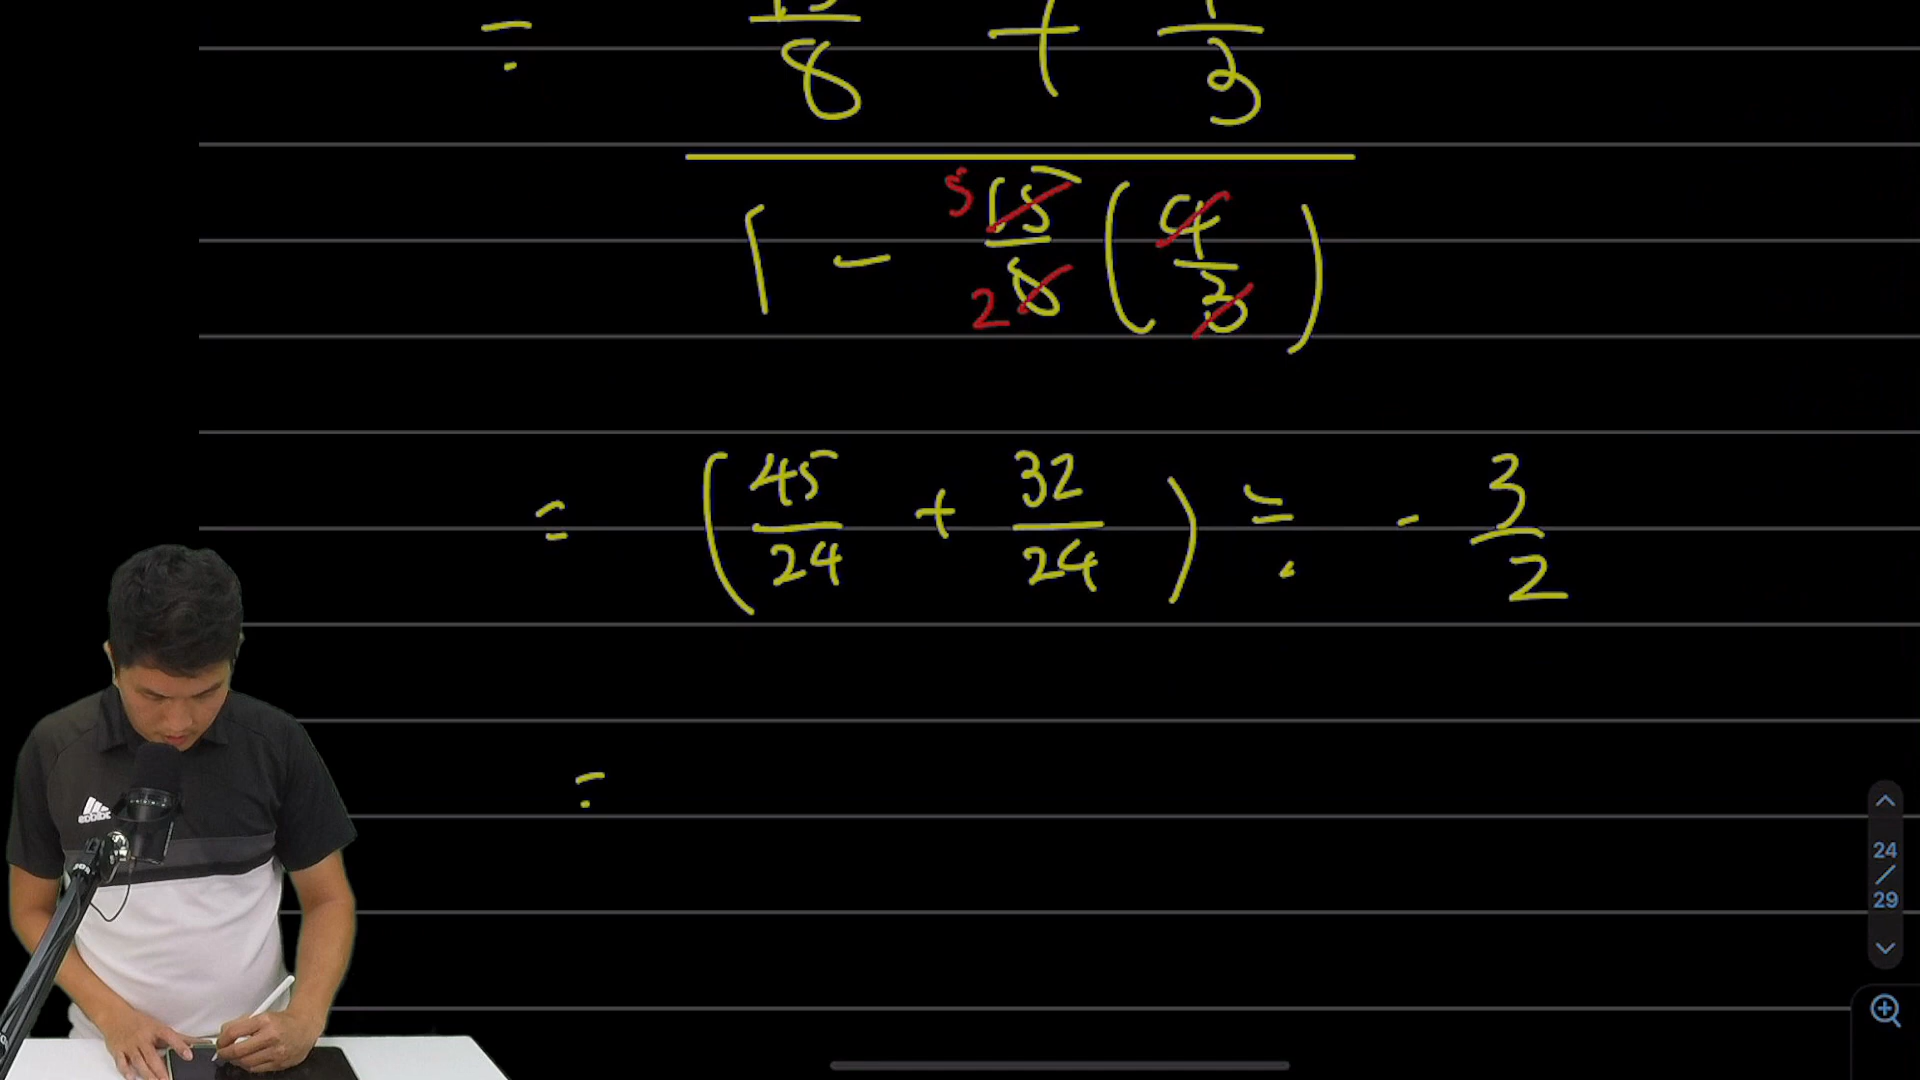 = 15/8 + 4/3
1 - 5 15/8 2 ( 4/3 )
= ( 45/24 + 32/24 ) ÷ - 3/2
=
adidas
24
/
29